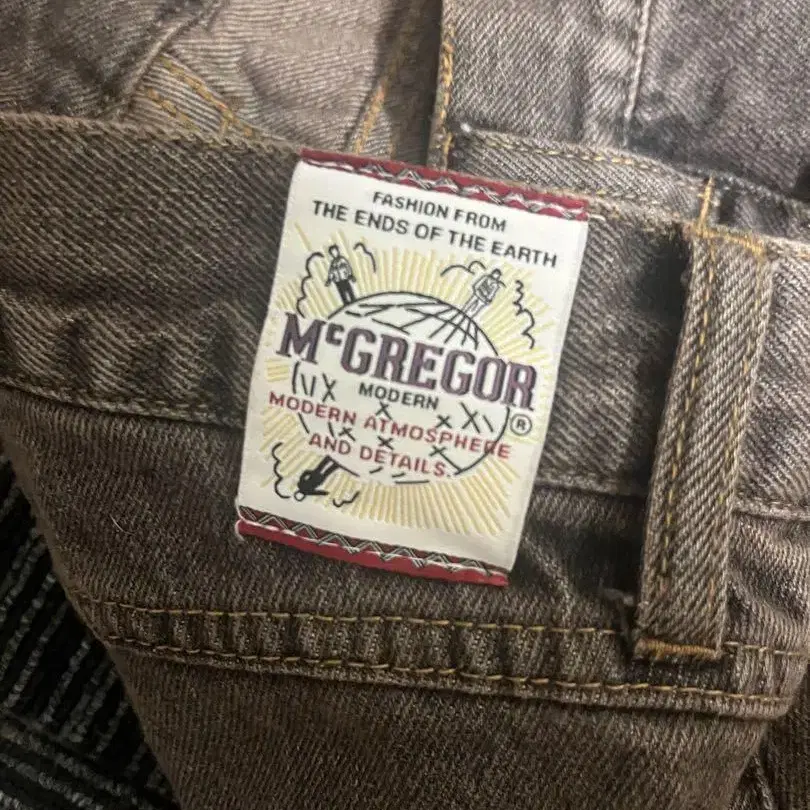 FASHION FROM
THE ENDS OF THE EARTH
McGREGOR
MODERN
®
MODERN ATMOSPHERE
AND DETAILS.